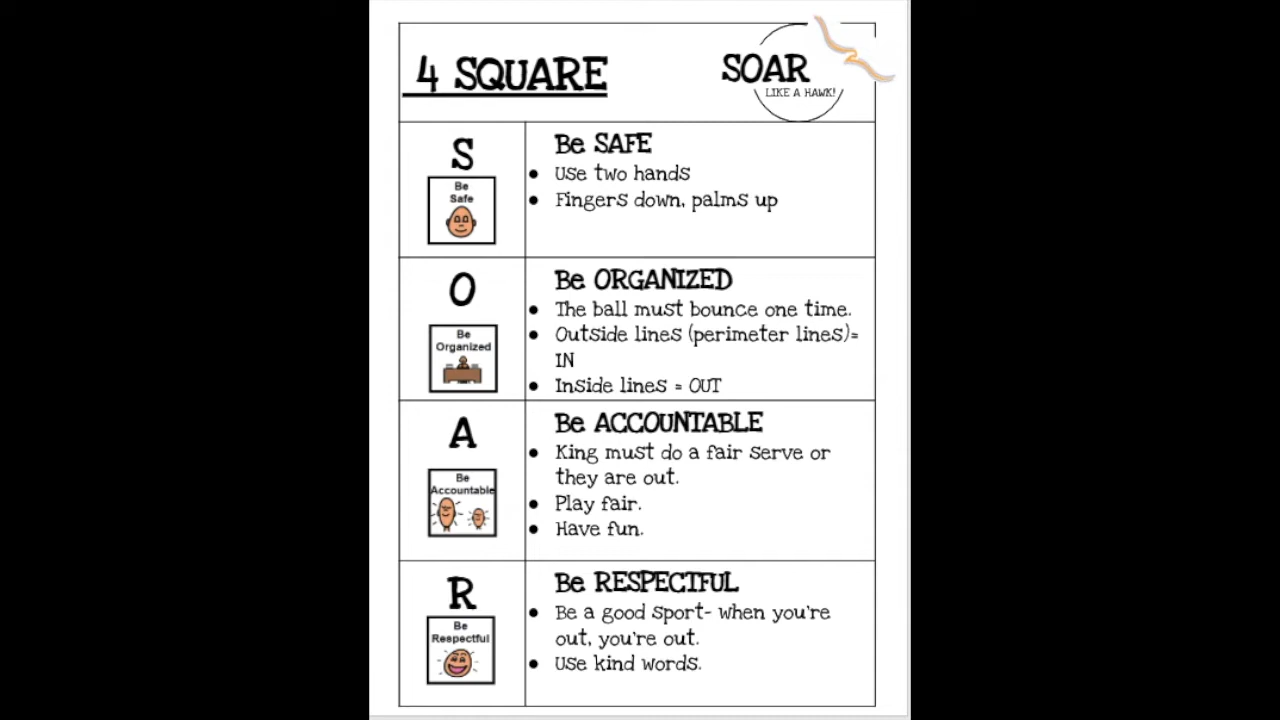 4 SQUARE
SOAR
LIKE A HAWK!
S
Be
Safe
Be SAFE
● Use two hands
● Fingers down, palms up
O
Be
Organized
Be ORGANIZED
● The ball must bounce one time.
● Outside lines (perimeter lines)=
IN
● Inside lines = OUT
A
Be
Accountable
Be ACCOUNTABLE
● King must do a fair serve or
they are out.
● Play fair.
● Have fun.
R
Be
Respectful
Be RESPECTFUL
● Be a good sport- when you're
out, you're out.
● Use kind words.